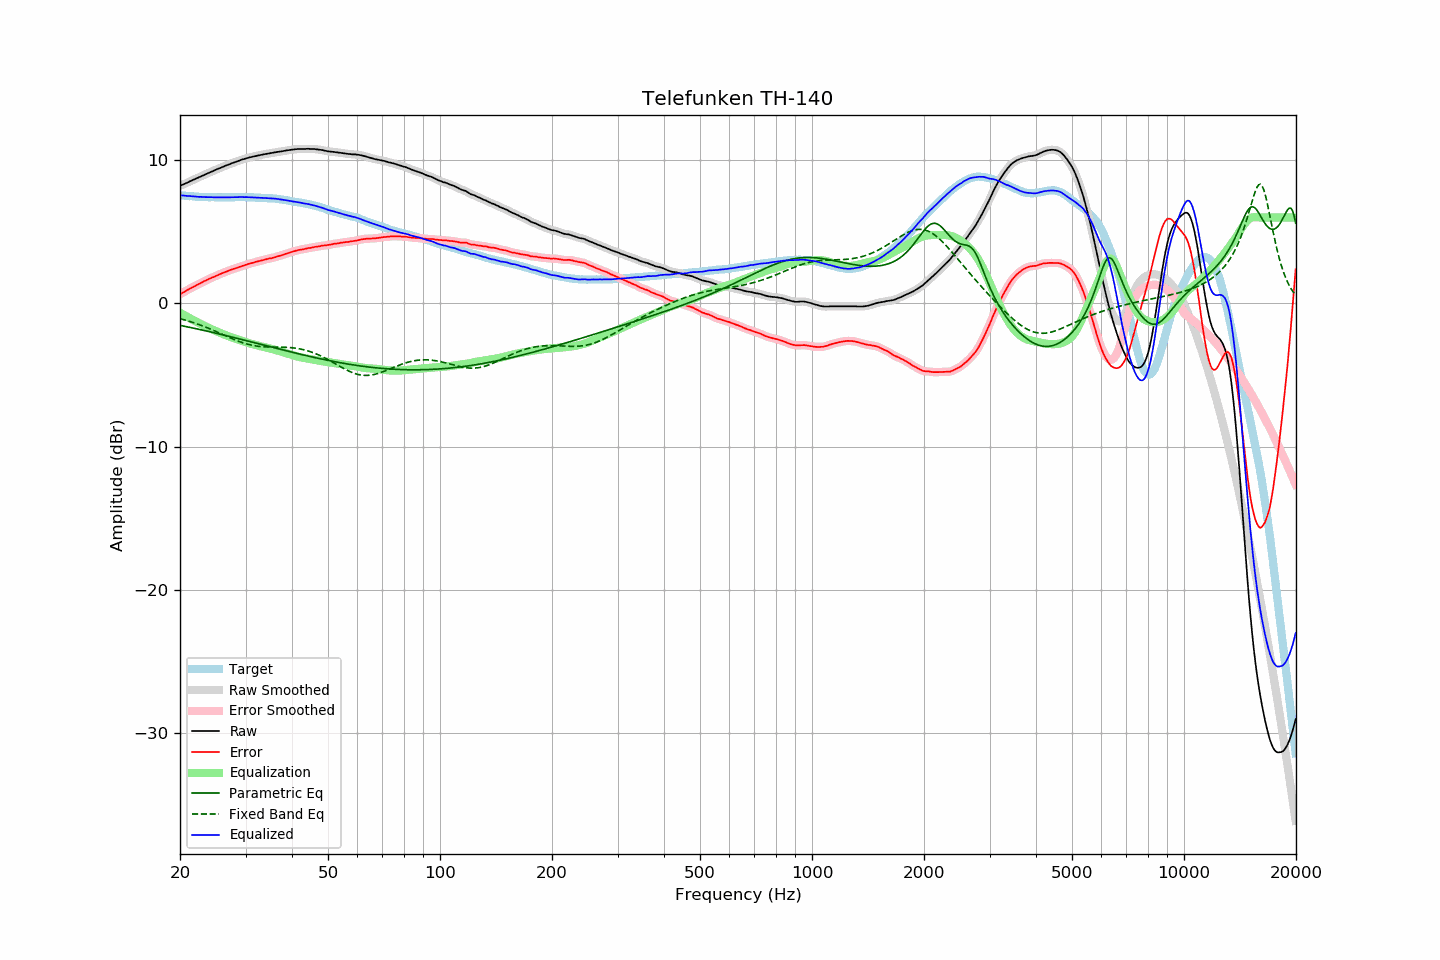 Telefunken TH-140
10
0
−10
−20
−30
Amplitude (dBr)
Target
Raw Smoothed
Error Smoothed
Raw
Error
Equalization
Parametric Eq
Fixed Band Eq
Equalized
20 50 100 200 500 1000 2000 5000 10000 20000
Frequency (Hz)